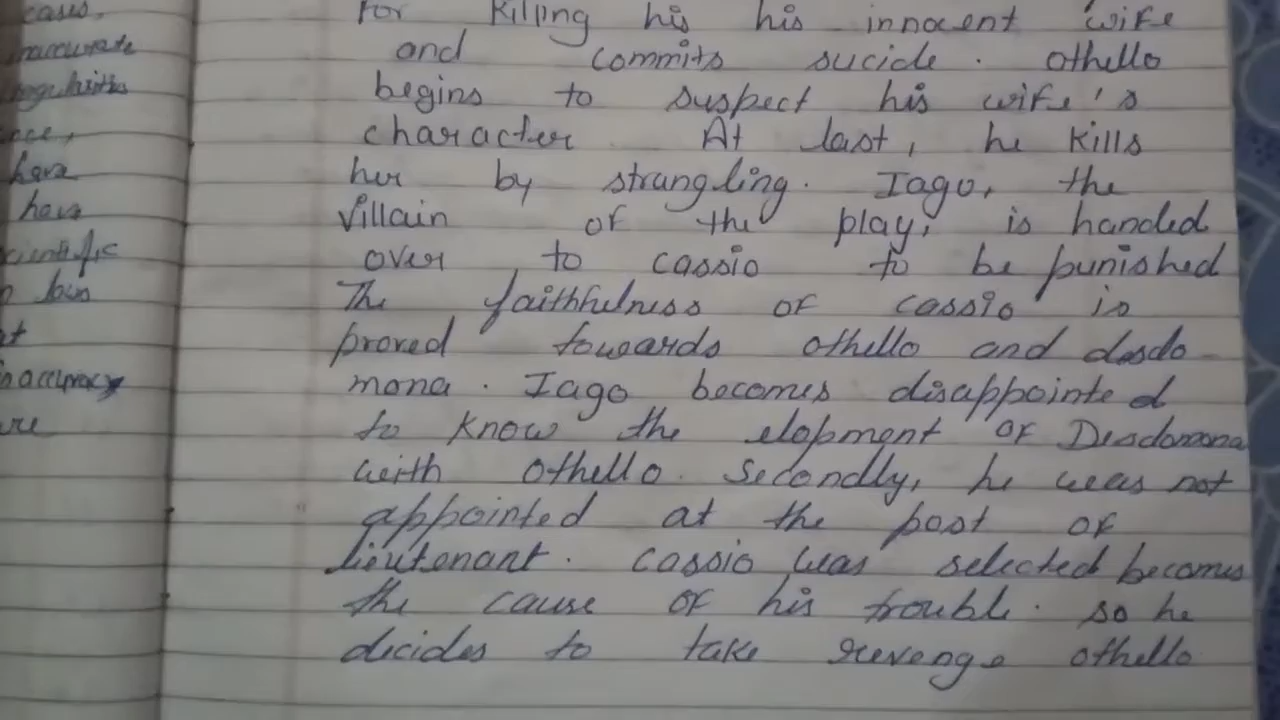 cases,
inaccurate
have
have
For Killing his his innocent wife
and commits sucide. Othello
begins to suspect his wife's
character At last, he Kills
her by strangling. Iago, the
villain of the play, is handed
over to cassio to be punished
The faithfulness of cassio is
proved towards Othello and desdo
mona. Iago becomes disappointed
to Know the elopment of Desdomona
with Othello. Secondly, he was not
appointed at the post of
lieutenant. Cassio was selected becomes
the cause of his trouble. so he
decides to take revenge Othello